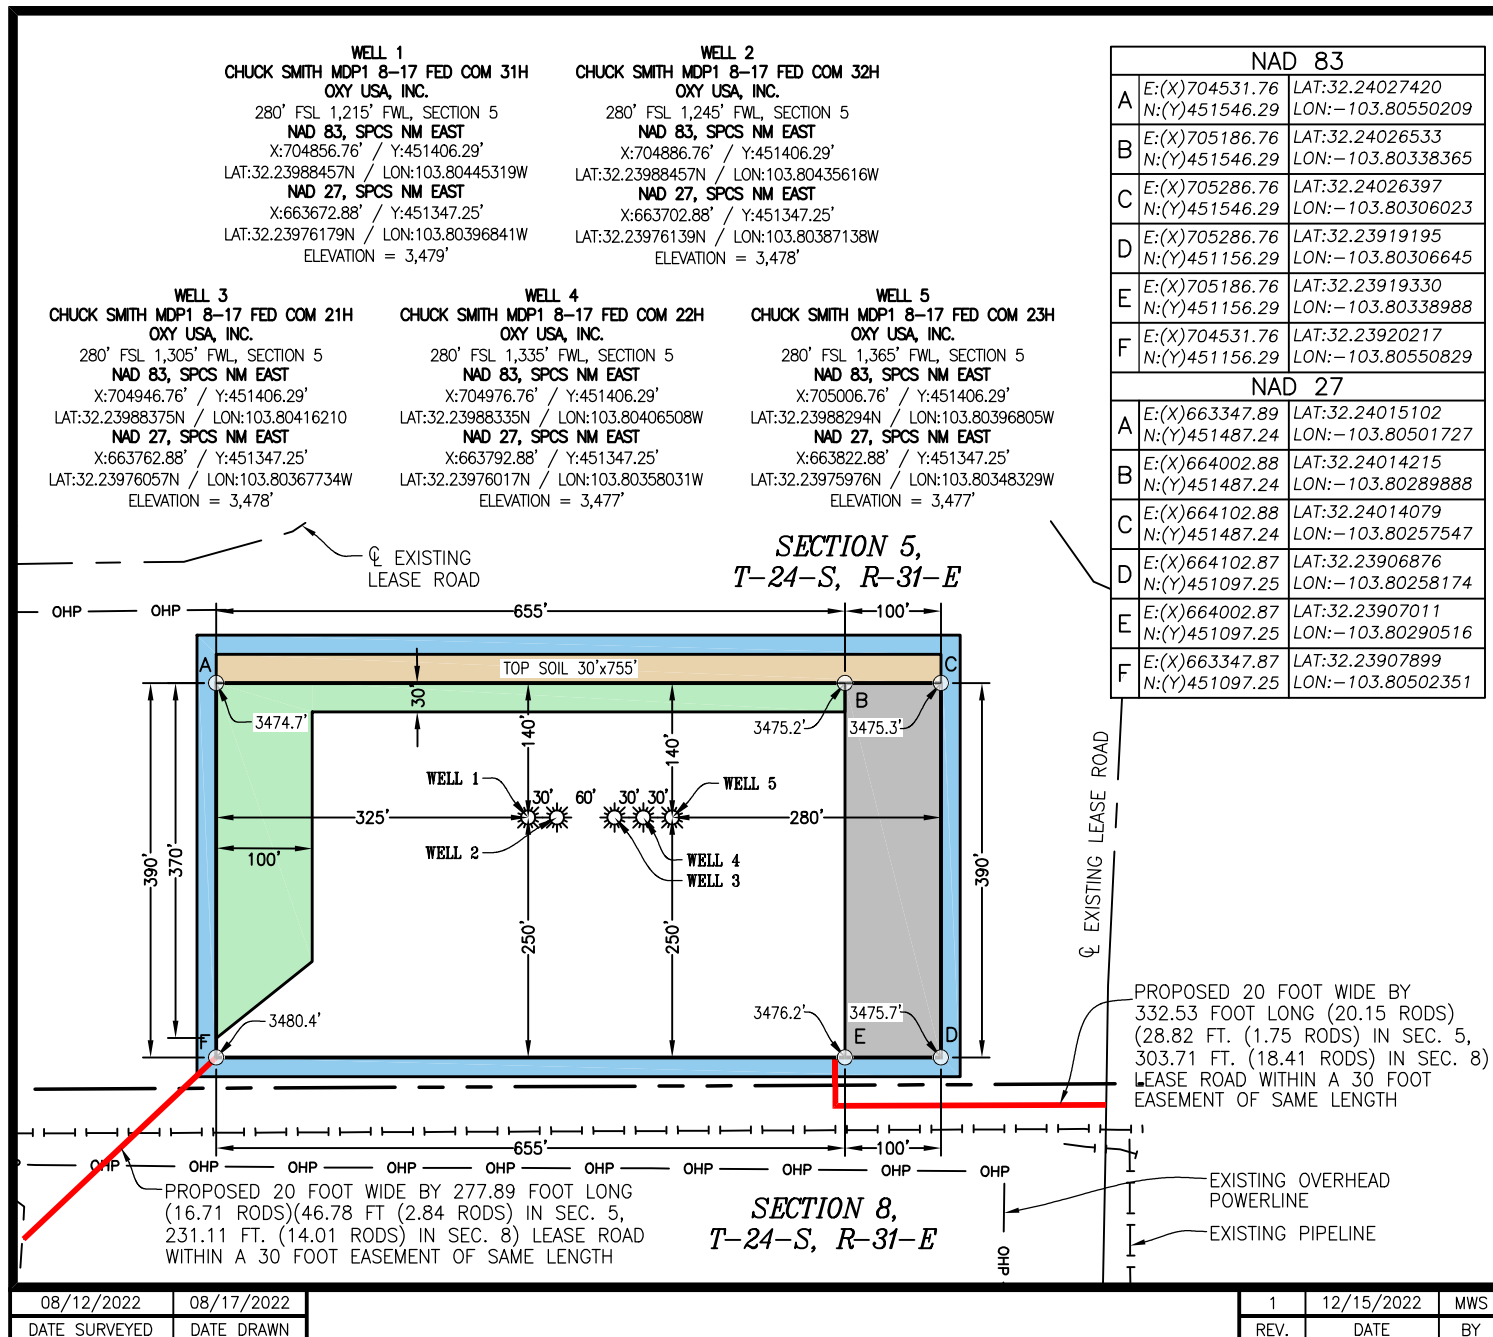 WELL 1
CHUCK SMITH MDP1 8-17 FED COM 31H
OXY USA, INC.
280' FSL 1,215' FWL, SECTION 5
NAD 83, SPCS NM EAST
X:704856.76' / Y:451406.29'
LAT:32.23988457N / LON:103.80445319W
NAD 27, SPCS NM EAST
X:663672.88' / Y:451347.25'
LAT:32.23976179N / LON:103.80396841W
ELEVATION = 3,479'
WELL 2
CHUCK SMITH MDP1 8-17 FED COM 32H
OXY USA, INC.
280' FSL 1,245' FWL, SECTION 5
NAD 83, SPCS NM EAST
X:704886.76' / Y:451406.29'
LAT:32.23988457N / LON:103.80435616W
NAD 27, SPCS NM EAST
X:663702.88' / Y:451347.25'
LAT:32.23976139N / LON:103.80387138W
ELEVATION = 3,478'
WELL 3
CHUCK SMITH MDP1 8-17 FED COM 21H
OXY USA, INC.
280' FSL 1,305' FWL, SECTION 5
NAD 83, SPCS NM EAST
X:704946.76' / Y:451406.29'
LAT:32.23988375N / LON:103.80416210
NAD 27, SPCS NM EAST
X:663762.88' / Y:451347.25'
LAT:32.23976057N / LON:103.80367734W
ELEVATION = 3,478'
WELL 4
CHUCK SMITH MDP1 8-17 FED COM 22H
OXY USA, INC.
280' FSL 1,335' FWL, SECTION 5
NAD 83, SPCS NM EAST
X:704976.76' / Y:451406.29'
LAT:32.23988335N / LON:103.80406508W
NAD 27, SPCS NM EAST
X:663792.88' / Y:451347.25'
LAT:32.23976017N / LON:103.80358031W
ELEVATION = 3,477'
WELL 5
CHUCK SMITH MDP1 8-17 FED COM 23H
OXY USA, INC.
280' FSL 1,365' FWL, SECTION 5
NAD 83, SPCS NM EAST
X:705006.76' / Y:451406.29'
LAT:32.23988294N / LON:103.80396805W
NAD 27, SPCS NM EAST
X:663822.88' / Y:451347.25'
LAT:32.23975976N / LON:103.80348329W
ELEVATION = 3,477'
NAD 83
A E:(X)704531.76 LAT:32.24027420
N:(Y)451546.29 LON:-103.80550209
B E:(X)705186.76 LAT:32.24026533
N:(Y)451546.29 LON:-103.80338365
C E:(X)705286.76 LAT:32.24026397
N:(Y)451546.29 LON:-103.80306023
D E:(X)705286.76 LAT:32.23919195
N:(Y)451156.29 LON:-103.80306645
E E:(X)705186.76 LAT:32.23919330
N:(Y)451156.29 LON:-103.80338988
F E:(X)704531.76 LAT:32.23920217
N:(Y)451156.29 LON:-103.80550829
NAD 27
A E:(X)663347.89 LAT:32.24015102
N:(Y)451487.24 LON:-103.80501727
B E:(X)664002.88 LAT:32.24014215
N:(Y)451487.24 LON:-103.80289888
C E:(X)664102.88 LAT:32.24014079
N:(Y)451487.24 LON:-103.80257547
D E:(X)664102.87 LAT:32.23906876
N:(Y)451097.25 LON:-103.80258174
E E:(X)664002.87 LAT:32.23907011
N:(Y)451097.25 LON:-103.80290516
F E:(X)663347.87 LAT:32.23907899
N:(Y)451097.25 LON:-103.80502351
℄ EXISTING
LEASE ROAD
SECTION 5,
T-24-S, R-31-E
OHP OHP
655' 100'
A TOP SOIL 30'x755' C
30' B
3474.7' 3475.2' 3475.3'
140' 140'
WELL 1 WELL 5
30' 60' 30' 30'
325' 280'
WELL 2 WELL 4
100' WELL 3
390' 370' 390'
250' 250'
℄ EXISTING LEASE ROAD
3480.4' 3476.2' 3475.7'
F E D
PROPOSED 20 FOOT WIDE BY
332.53 FOOT LONG (20.15 RODS)
(28.82 FT. (1.75 RODS) IN SEC. 5,
303.71 FT. (18.41 RODS) IN SEC. 8)
LEASE ROAD WITHIN A 30 FOOT
EASEMENT OF SAME LENGTH
655' 100'
OHP OHP OHP OHP OHP OHP OHP OHP OHP OHP
PROPOSED 20 FOOT WIDE BY 277.89 FOOT LONG
(16.71 RODS)(46.78 FT (2.84 RODS) IN SEC. 5,
231.11 FT. (14.01 RODS) IN SEC. 8) LEASE ROAD
WITHIN A 30 FOOT EASEMENT OF SAME LENGTH
SECTION 8,
T-24-S, R-31-E
EXISTING OVERHEAD
POWERLINE
EXISTING PIPELINE
OHP
08/12/2022 08/17/2022
DATE SURVEYED DATE DRAWN
1 12/15/2022 MWS
REV. DATE BY